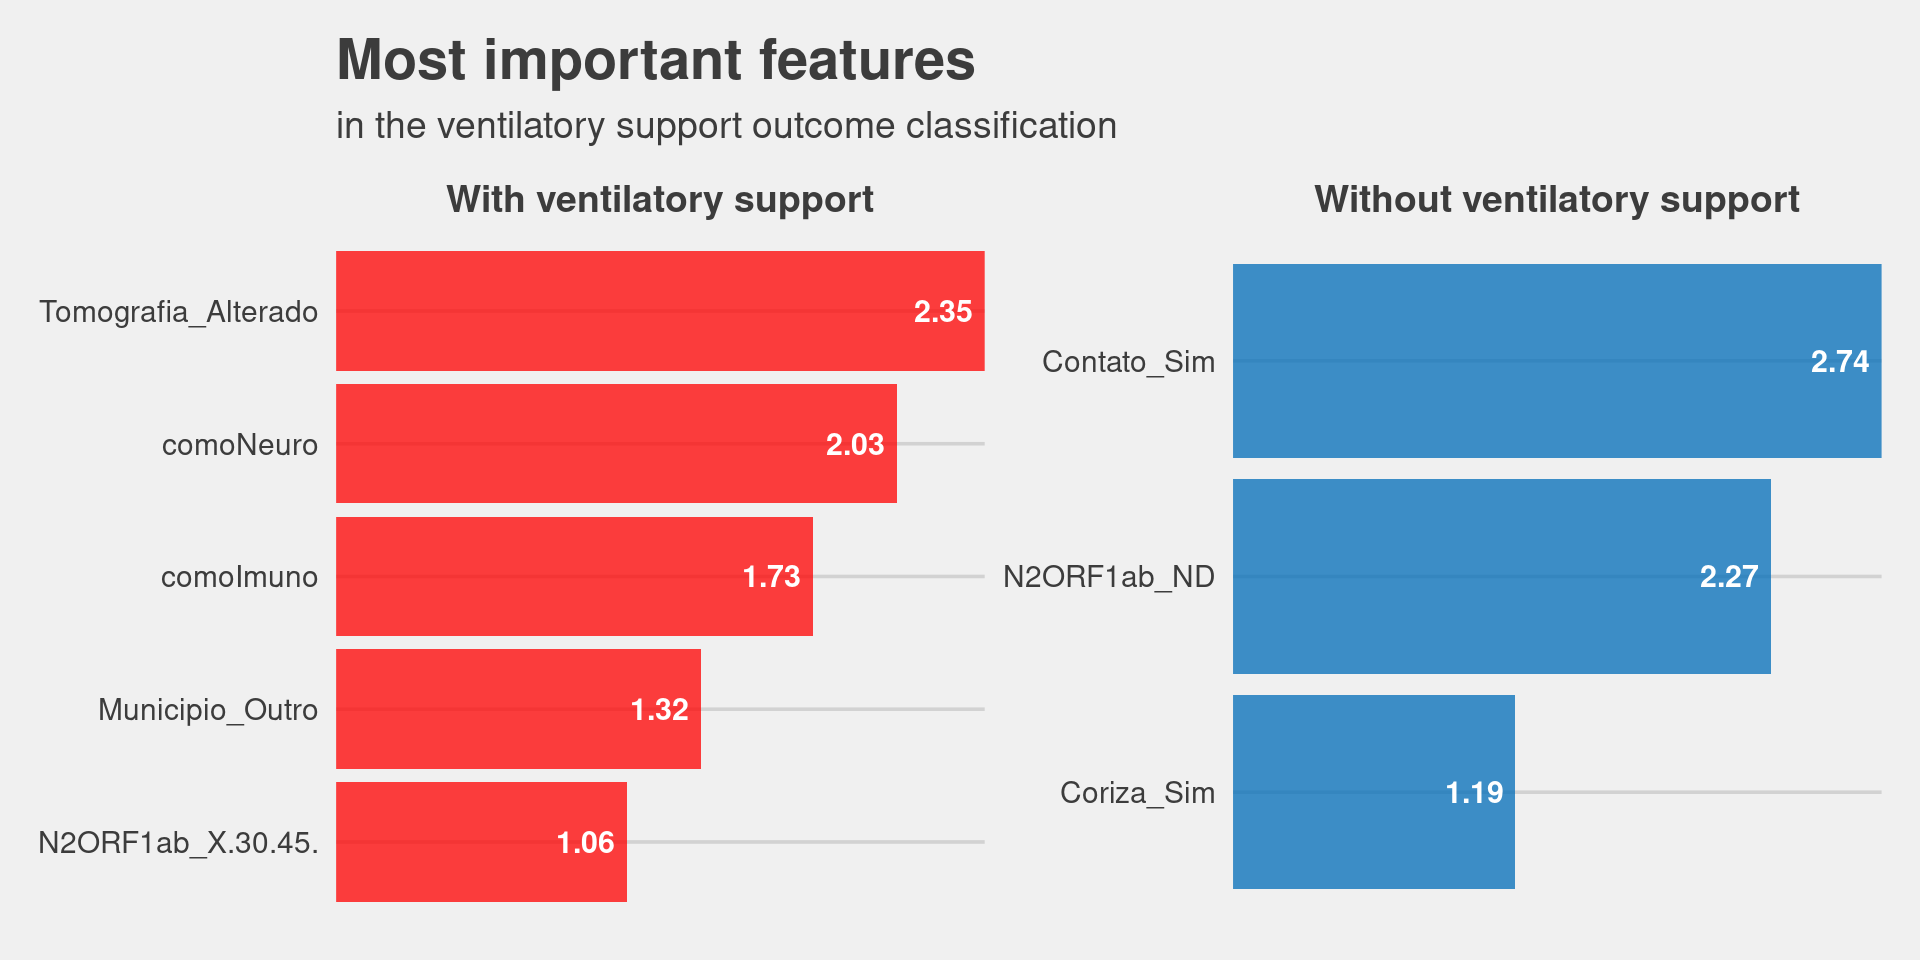 Most important features
in the ventilatory support outcome classification
With ventilatory support
Tomografia_Alterado
2.35
comoNeuro
2.03
comoImuno
1.73
Municipio_Outro
1.32
N2ORF1ab_X.30.45.
1.06
Without ventilatory support
Contato_Sim
2.74
N2ORF1ab_ND
2.27
Coriza_Sim
1.19